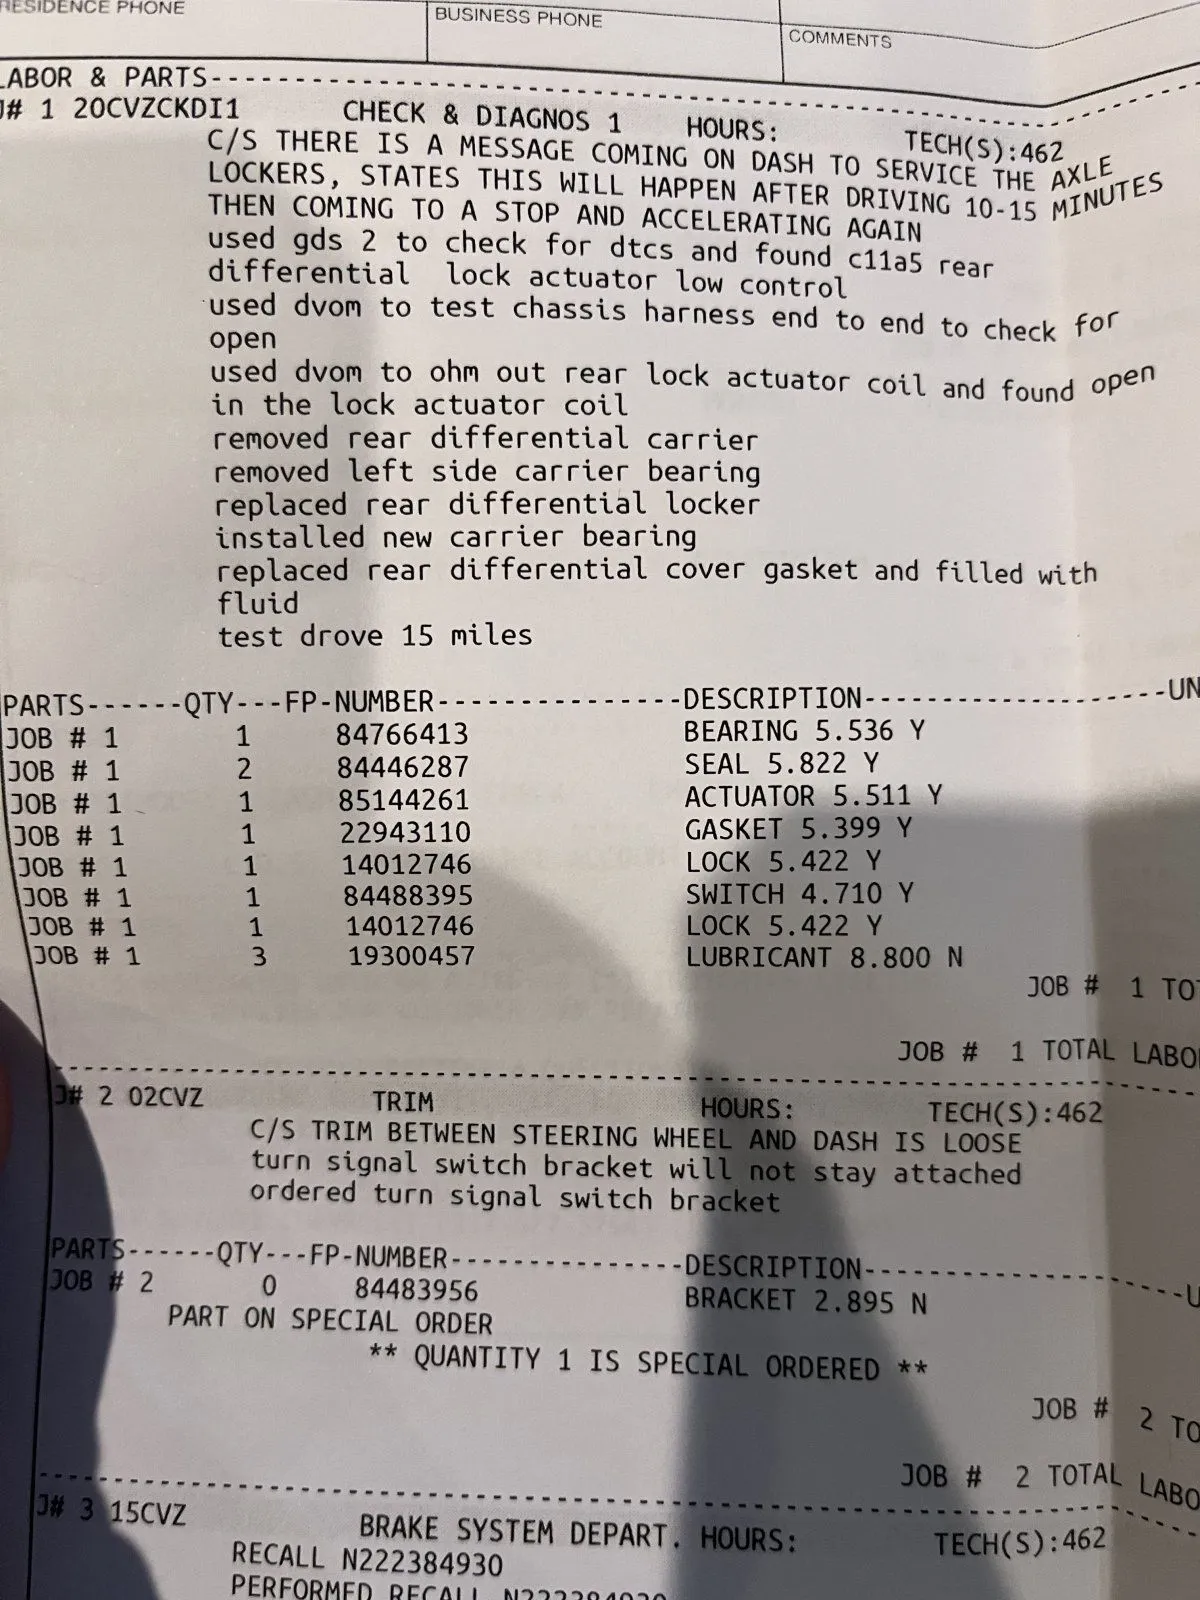 RESIDENCE PHONE
BUSINESS PHONE
COMMENTS
LABOR & PARTS
J# 1 20CVZCKDI1 CHECK & DIAGNOS 1 HOURS: TECH(S):462
C/S THERE IS A MESSAGE COMING ON DASH TO SERVICE THE AXLE
LOCKERS, STATES THIS WILL HAPPEN AFTER DRIVING 10-15 MINUTES
THEN COMING TO A STOP AND ACCELERATING AGAIN
used gds 2 to check for dtcs and found c11a5 rear
differential lock actuator low control
used dvom to test chassis harness end to end to check for
open
used dvom to ohm out rear lock actuator coil and found open
in the lock actuator coil
removed rear differential carrier
removed left side carrier bearing
replaced rear differential locker
installed new carrier bearing
replaced rear differential cover gasket and filled with
fluid
test drove 15 miles
PARTS------QTY---FP-NUMBER---------------DESCRIPTION------------------UN
JOB # 1 1 84766413 BEARING 5.536 Y
JOB # 1 2 84446287 SEAL 5.822 Y
JOB # 1 1 85144261 ACTUATOR 5.511 Y
JOB # 1 1 22943110 GASKET 5.399 Y
JOB # 1 1 14012746 LOCK 5.422 Y
JOB # 1 1 84488395 SWITCH 4.710 Y
JOB # 1 1 14012746 LOCK 5.422 Y
JOB # 1 3 19300457 LUBRICANT 8.800 N
JOB # 1 TO
JOB # 1 TOTAL LABO
J# 2 02CVZ TRIM HOURS: TECH(S):462
C/S TRIM BETWEEN STEERING WHEEL AND DASH IS LOOSE
turn signal switch bracket will not stay attached
ordered turn signal switch bracket
PARTS------QTY---FP-NUMBER---------------DESCRIPTION------------------U
JOB # 2 0 84483956 BRACKET 2.895 N
PART ON SPECIAL ORDER
** QUANTITY 1 IS SPECIAL ORDERED **
JOB # 2 TO
JOB # 2 TOTAL LABO
J# 3 15CVZ BRAKE SYSTEM DEPART. HOURS: TECH(S):462
RECALL N222384930
PERFORMED RECALL N222384930